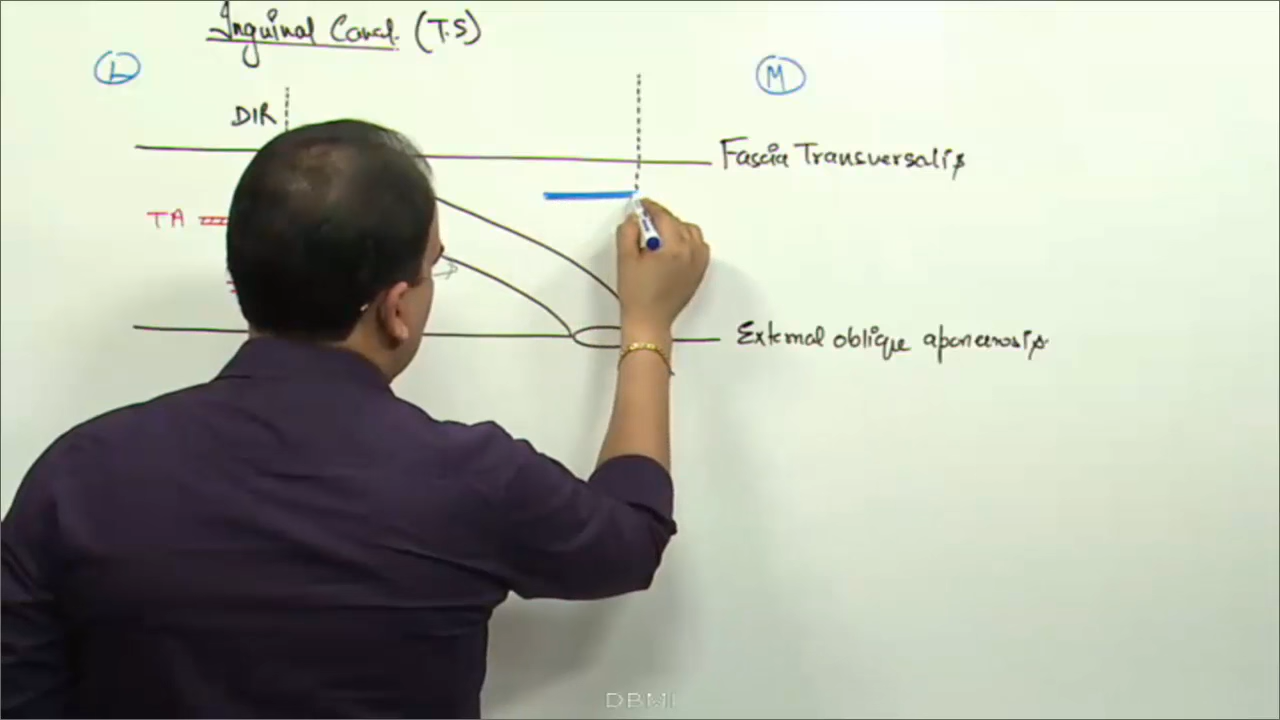 Inguinal Canal (T.S)
L
M
DIR
Fascia Transversalis
TA
External oblique aponeurosis
DBMI